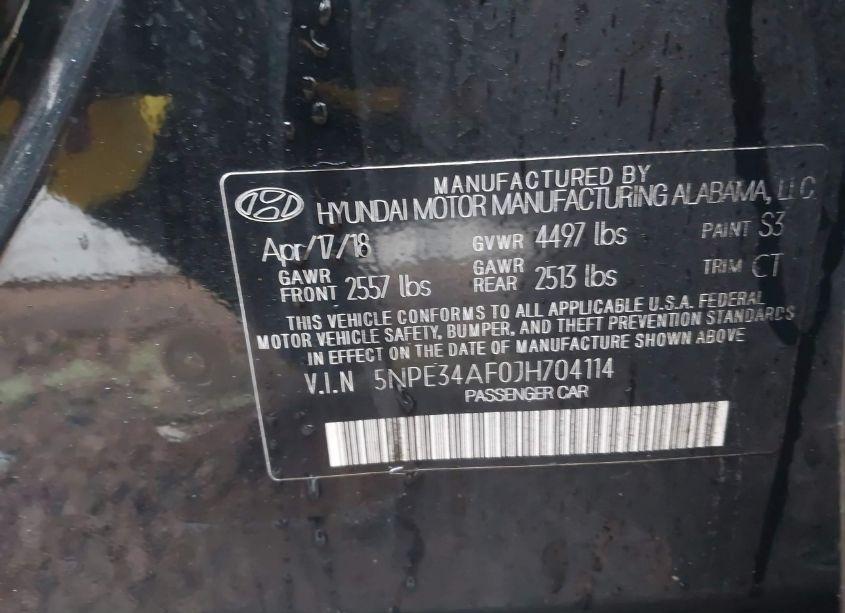 MANUFACTURED BY
HYUNDAI MOTOR MANUFACTURING ALABAMA, LLC
Apr/17/18 GVWR 4497 lbs PAINT S3
GAWR FRONT 2557 lbs GAWR REAR 2513 lbs TRIM CT
THIS VEHICLE CONFORMS TO ALL APPLICABLE U.S.A. FEDERAL
MOTOR VEHICLE SAFETY, BUMPER, AND THEFT PREVENTION STANDARDS
IN EFFECT ON THE DATE OF MANUFACTURE SHOWN ABOVE
V.I.N 5NPE34AF0JH704114
PASSENGER CAR